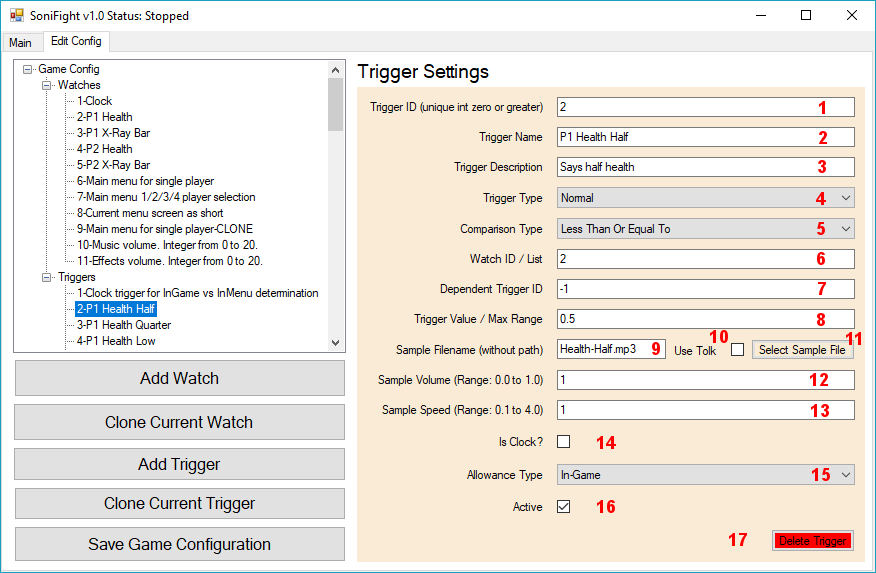 SoniFight v1.0 Status: Stopped
Main Edit Config
Game Config
Watches
1-Clock
2-P1 Health
3-P1 X-Ray Bar
4-P2 Health
5-P2 X-Ray Bar
6-Main menu for single player
7-Main menu 1/2/3/4 player selection
8-Current menu screen as short
9-Main menu for single player-CLONE
10-Music volume. Integer from 0 to 20.
11-Effects volume. Integer from 0 to 20.
Triggers
1-Clock trigger for InGame vs InMenu determination
2-P1 Health Half
3-P1 Health Quarter
4-P1 Health Low
Add Watch
Clone Current Watch
Add Trigger
Clone Current Trigger
Save Game Configuration
Trigger Settings
Trigger ID (unique int zero or greater) 2 1
Trigger Name P1 Health Half 2
Trigger Description Says half health 3
Trigger Type Normal 4
Comparison Type Less Than Or Equal To 5
Watch ID / List 2 6
Dependent Trigger ID -1 7
Trigger Value / Max Range 0.5 8
Sample Filename (without path) Health-Half.mp3 9 Use Tolk 10 Select Sample File 11
Sample Volume (Range: 0.0 to 1.0) 1 12
Sample Speed (Range: 0.1 to 4.0) 1 13
Is Clock? 14
Allowance Type In-Game 15
Active 16
17 Delete Trigger